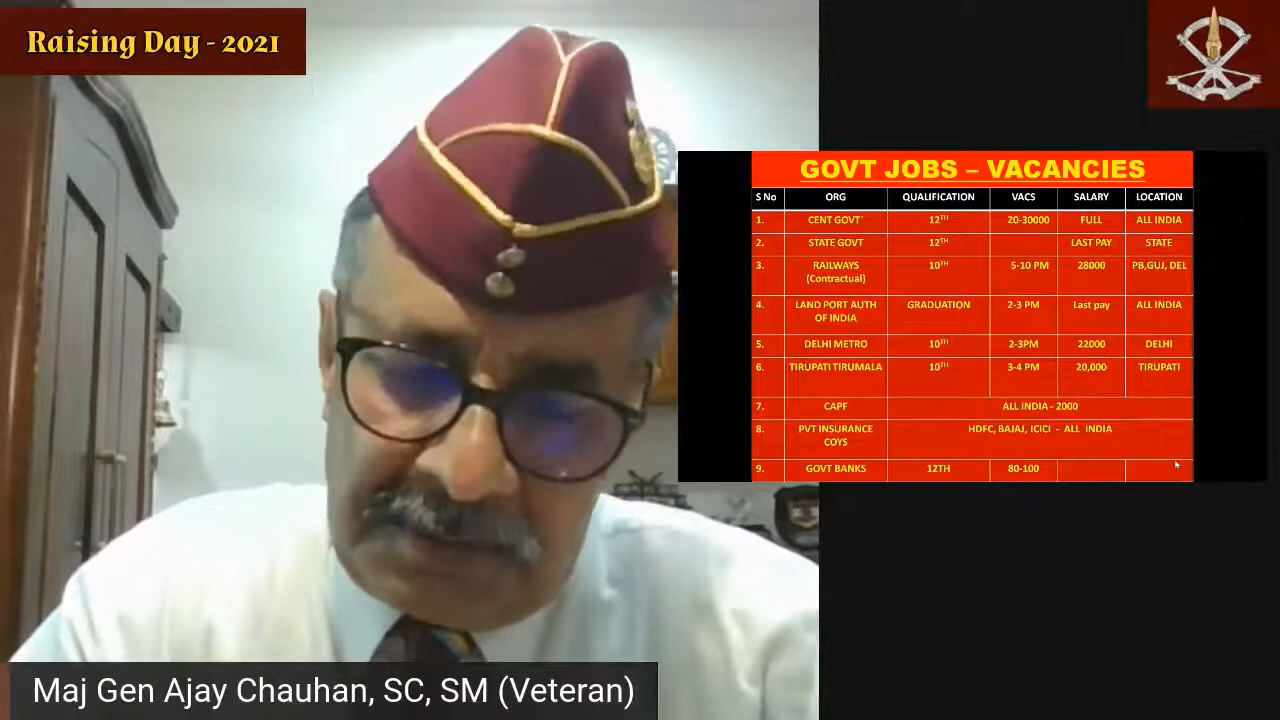 Raising Day - 2021
GOVT JOBS – VACANCIES
S No ORG QUALIFICATION VACS SALARY LOCATION
1. CENT GOVT` 12TH 20-30000 FULL ALL INDIA
2. STATE GOVT 12TH LAST PAY STATE
3. RAILWAYS 10TH 5-10 PM 28000 PB,GUJ, DEL
(Contractual)
4. LAND PORT AUTH GRADUATION 2-3 PM Last pay ALL INDIA
OF INDIA
5. DELHI METRO 10TH 2-3PM 22000 DELHI
6. TIRUPATI TIRUMALA 10TH 3-4 PM 20,000 TIRUPATI
7. CAPF ALL INDIA - 2000
8. PVT INSURANCE HDFC, BAJAJ, ICICI - ALL INDIA
COYS
9. GOVT BANKS 12TH 80-100
Maj Gen Ajay Chauhan, SC, SM (Veteran)